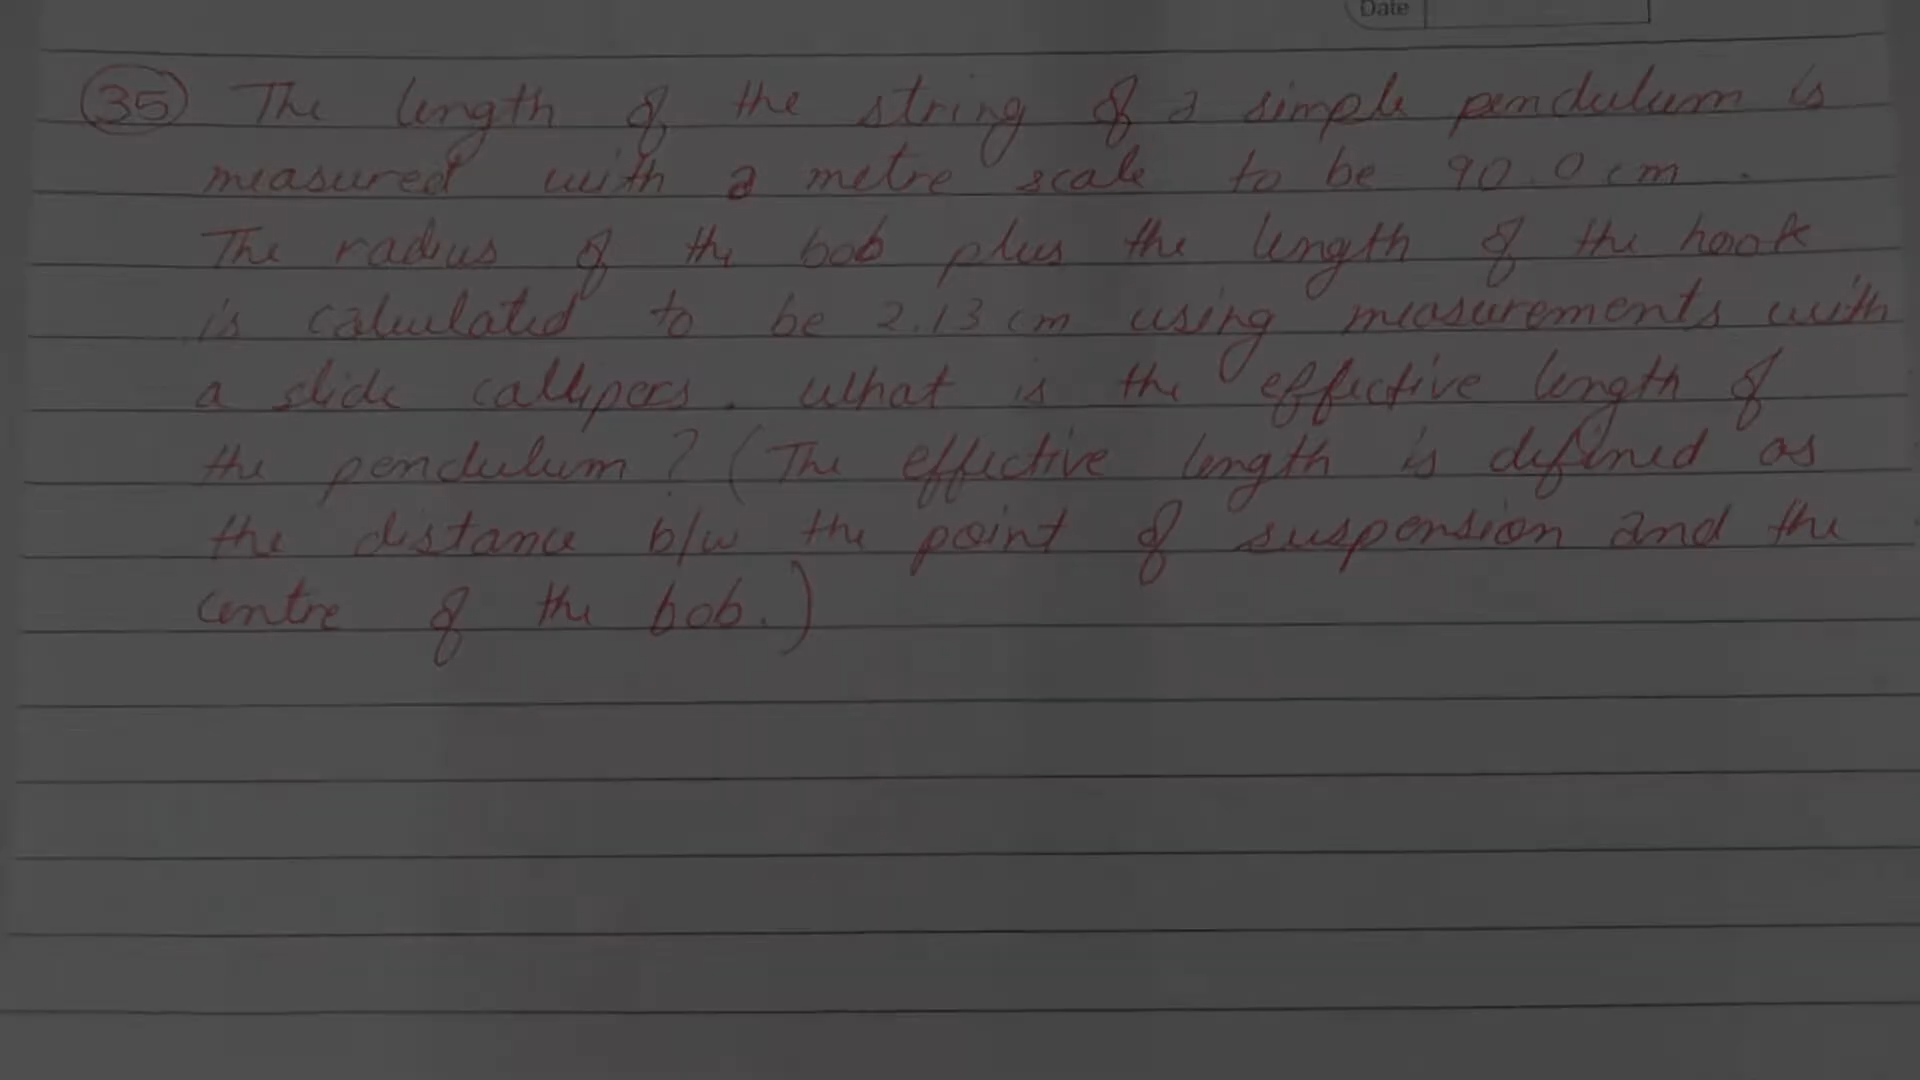 Date
35 The length of the string of a simple pendulum is
measured with a metre scale to be 90.0 cm.
The radius of the bob plus the length of the hook
is calculated to be 2.13 cm using measurements with
a slide callipers. What is the effective length of
the pendulum? (The effective length is defined as
the distance b/w the point of suspension and the
centre of the bob.)